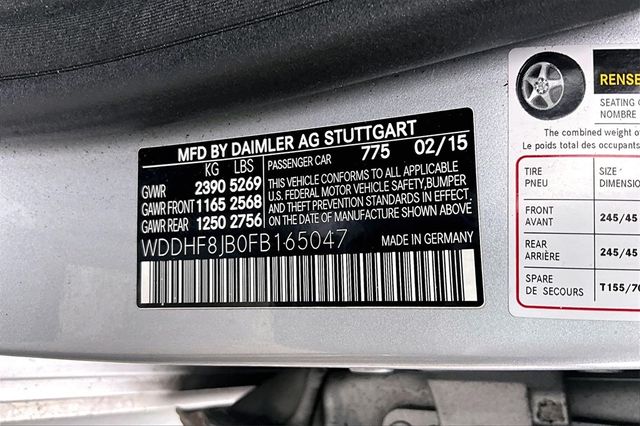 MFD BY DAIMLER AG STUTTGART
KG LBS
PASSENGER CAR 775 02/15
GVWR 2390 5269
GAWR FRONT 1165 2568
GAWR REAR 1250 2756
THIS VEHICLE CONFORMS TO ALL APPLICABLE
U.S. FEDERAL MOTOR VEHICLE SAFETY, BUMPER
AND THEFT PREVENTION STANDARDS IN EFFECT
ON THE DATE OF MANUFACTURE SHOWN ABOVE.
WDDHF8JB0FB165047
MADE IN GERMANY
SEATING
NOMBRE
The combined weight of
Le poids total des occupants
TIRE
PNEU
SIZE
FRONT
AVANT
245/45
REAR
ARRIÈRE
245/45
SPARE
DE SECOURS
T155/70